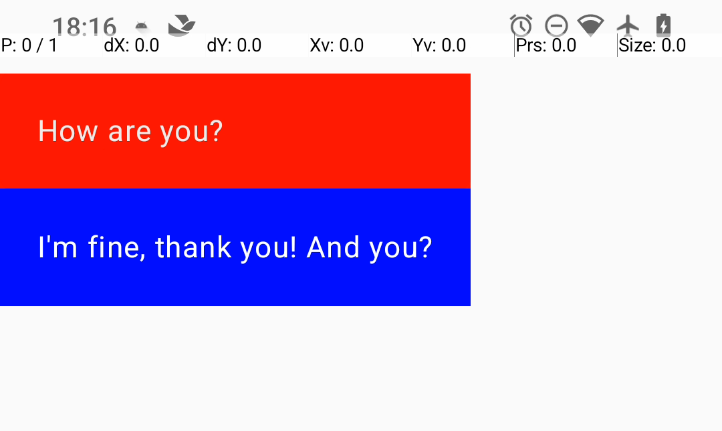 18:16
P: 0 / 1 dX: 0.0 dY: 0.0 Xv: 0.0 Yv: 0.0 Prs: 0.0 Size: 0.0
How are you?
I'm fine, thank you! And you?